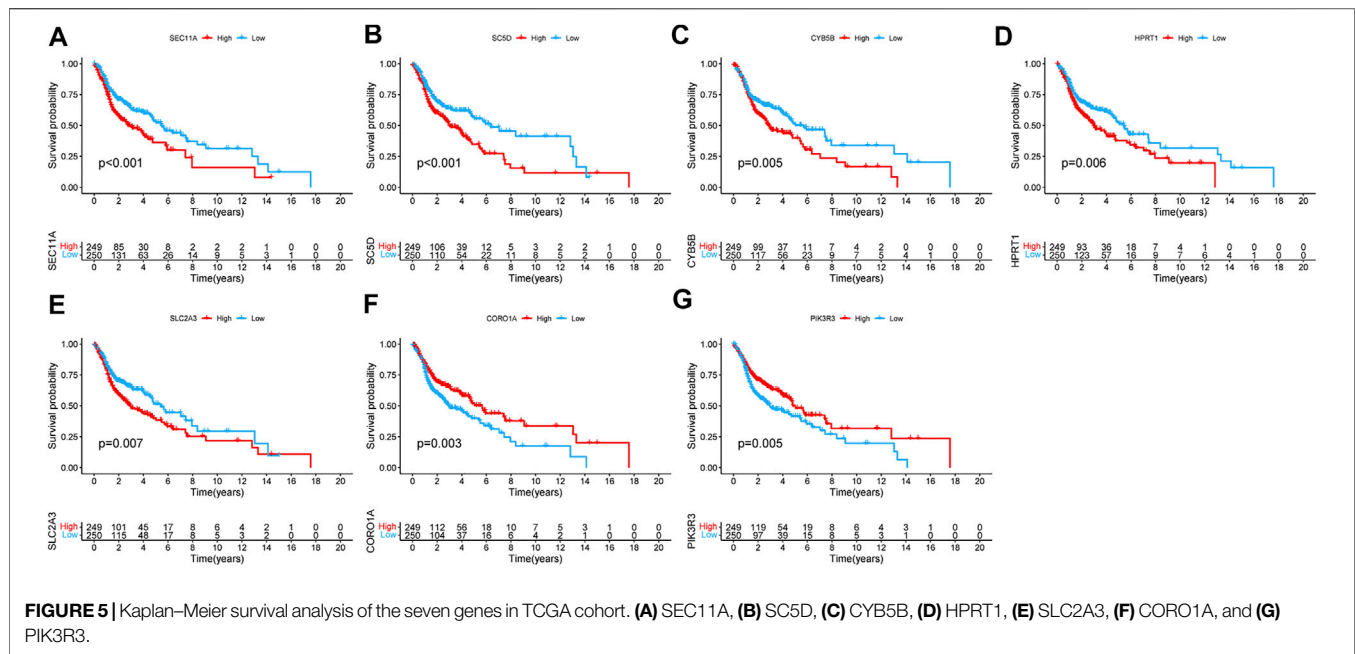 A
SEC11A High Low
Survival probability
1.00
0.75
0.50
0.25
0.00
p<0.001
0 2 4 6 8 10 12 14 16 18 20
Time(years)
SEC11A
High 249 85 30 8 2 2 2 1 0 0 0
Low 250 131 63 26 14 9 5 3 1 0 0
0 2 4 6 8 10 12 14 16 18 20
Time(years)
B
SC5D High Low
Survival probability
1.00
0.75
0.50
0.25
0.00
p<0.001
0 2 4 6 8 10 12 14 16 18 20
Time(years)
SC5D
High 249 106 39 12 5 3 2 2 1 0 0
Low 250 110 54 22 11 8 5 2 0 0 0
0 2 4 6 8 10 12 14 16 18 20
Time(years)
C
CYB5B High Low
Survival probability
1.00
0.75
0.50
0.25
0.00
p=0.005
0 2 4 6 8 10 12 14 16 18 20
Time(years)
CYB5B
High 249 99 37 11 7 4 2 0 0 0 0
Low 250 117 56 23 9 7 5 4 1 0 0
0 2 4 6 8 10 12 14 16 18 20
Time(years)
D
HPRT1 High Low
Survival probability
1.00
0.75
0.50
0.25
0.00
p=0.006
0 2 4 6 8 10 12 14 16 18 20
Time(years)
HPRT1
High 249 93 36 18 7 4 1 0 0 0 0
Low 250 123 57 16 9 7 6 4 1 0 0
0 2 4 6 8 10 12 14 16 18 20
Time(years)
E
SLC2A3 High Low
Survival probability
1.00
0.75
0.50
0.25
0.00
p=0.007
0 2 4 6 8 10 12 14 16 18 20
Time(years)
SLC2A3
High 249 101 45 17 8 6 4 2 1 0 0
Low 250 115 48 17 8 5 3 2 0 0 0
0 2 4 6 8 10 12 14 16 18 20
Time(years)
F
CORO1A High Low
Survival probability
1.00
0.75
0.50
0.25
0.00
p=0.003
0 2 4 6 8 10 12 14 16 18 20
Time(years)
CORO1A
High 249 112 56 18 10 7 5 3 1 0 0
Low 250 104 37 16 6 4 2 1 0 0 0
0 2 4 6 8 10 12 14 16 18 20
Time(years)
G
PIK3R3 High Low
Survival probability
1.00
0.75
0.50
0.25
0.00
p=0.005
0 2 4 6 8 10 12 14 16 18 20
Time(years)
PIK3R3
High 249 119 54 19 8 6 4 3 1 0 0
Low 250 97 39 15 8 5 3 1 0 0 0
0 2 4 6 8 10 12 14 16 18 20
Time(years)
FIGURE 5 | Kaplan–Meier survival analysis of the seven genes in TCGA cohort. (A) SEC11A, (B) SC5D, (C) CYB5B, (D) HPRT1, (E) SLC2A3, (F) CORO1A, and (G)
PIK3R3.